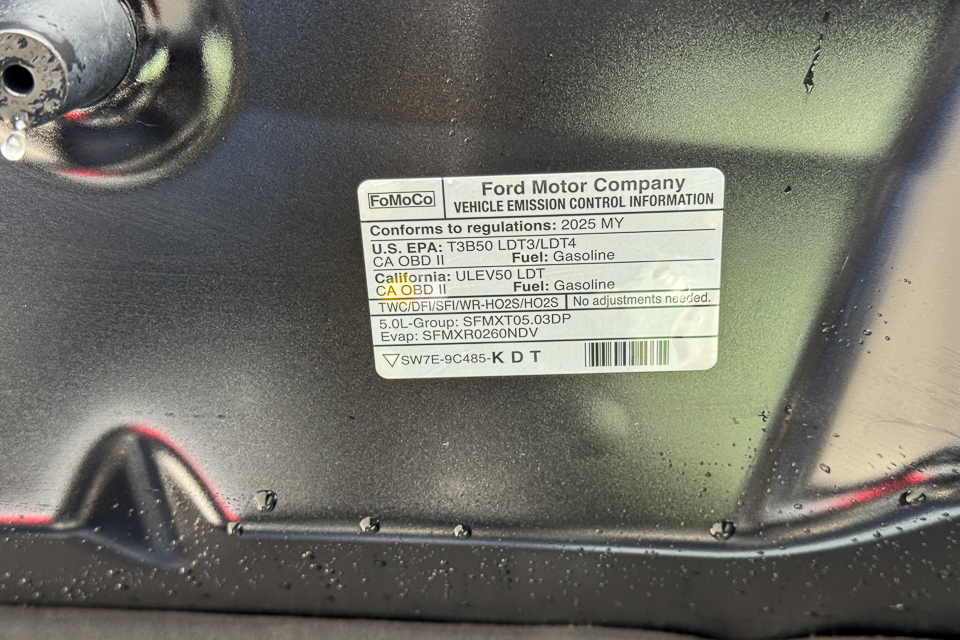 FoMoCo
Ford Motor Company
VEHICLE EMISSION CONTROL INFORMATION
Conforms to regulations: 2025 MY
U.S. EPA: T3B50 LDT3/LDT4
CA OBD II Fuel: Gasoline
California: ULEV50 LDT
CA OBD II Fuel: Gasoline
TWC/DFI/SFI/WR-HO2S/HO2S No adjustments needed.
5.0L-Group: SFMXT05.03DP
Evap: SFMXR0260NDV
SW7E-9C485-K D T